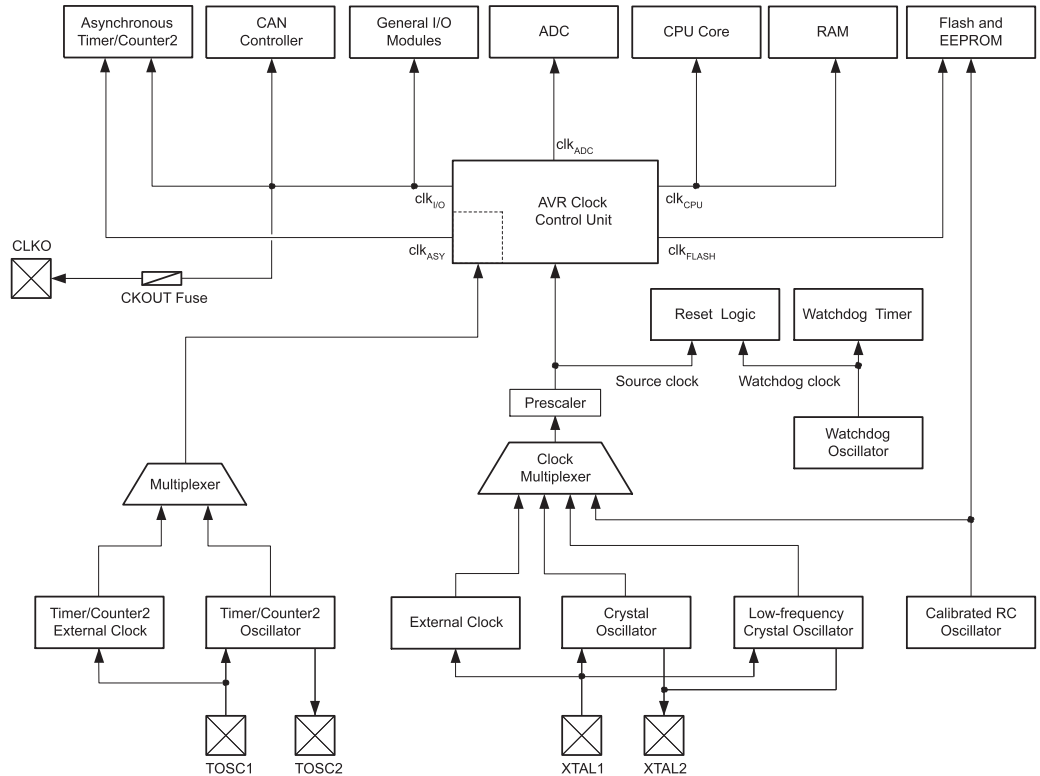 Asynchronous
Timer/Counter2
CAN
Controller
General I/O
Modules
ADC
CPU Core
RAM
Flash and
EEPROM
clkADC
clkI/O
AVR Clock
Control Unit
clkCPU
clkASY
clkFLASH
CLKO
CKOUT Fuse
Reset Logic
Watchdog Timer
Source clock
Watchdog clock
Prescaler
Watchdog
Oscillator
Clock
Multiplexer
Multiplexer
Timer/Counter2
External Clock
Timer/Counter2
Oscillator
External Clock
Crystal
Oscillator
Low-frequency
Crystal Oscillator
Calibrated RC
Oscillator
TOSC1
TOSC2
XTAL1
XTAL2